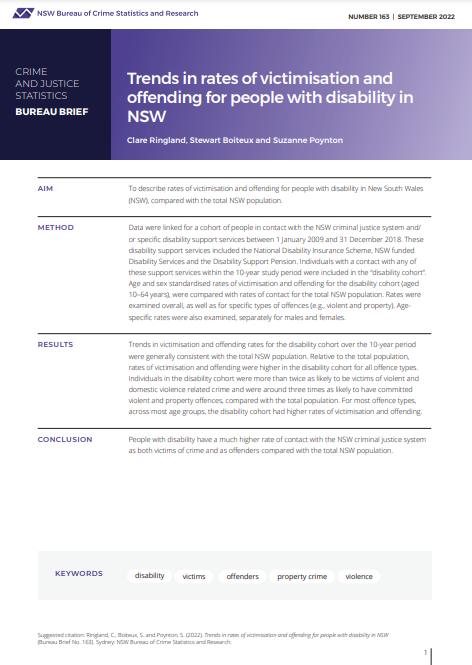 NSW Bureau of Crime Statistics and Research
NUMBER 163 | SEPTEMBER 2022
CRIME
AND JUSTICE
STATISTICS
BUREAU BRIEF
Trends in rates of victimisation and
offending for people with disability in
NSW
Clare Ringland, Stewart Boiteux and Suzanne Poynton
AIM
To describe rates of victimisation and offending for people with disability in New South Wales
(NSW), compared with the total NSW population.
METHOD
Data were linked for a cohort of people in contact with the NSW criminal justice system and/
or specific disability support services between 1 January 2009 and 31 December 2018. These
disability support services included the National Disability Insurance Scheme, NSW funded
Disability Services and the Disability Support Pension. Individuals with a contact with any of
these support services within the 10-year study period were included in the “disability cohort”.
Age and sex standardised rates of victimisation and offending for the disability cohort (aged
10–64 years), were compared with rates of contact for the total NSW population. Rates were
examined overall, as well as for specific types of offences (e.g., violent and property). Age-
specific rates were also examined, separately for males and females.
RESULTS
Trends in victimisation and offending rates for the disability cohort over the 10-year period
were generally consistent with the total NSW population. Relative to the total population,
rates of victimisation and offending were higher in the disability cohort for all offence types.
Individuals in the disability cohort were more than twice as likely to be victims of violent and
domestic violence related crime and were around three times as likely to have committed
violent and property offences, compared with the total population. For most offence types,
across most age groups, the disability cohort had higher rates of victimisation and offending.
CONCLUSION
People with disability have a much higher rate of contact with the NSW criminal justice system
as both victims of crime and as offenders compared with the total NSW population.
KEYWORDS
disability victims offenders property crime violence
Suggested citation: Ringland, C., Boiteux, S. and Poynton, S. (2022). Trends in rates of victimisation and offending for people with disability in NSW
(Bureau Brief No. 163). Sydney: NSW Bureau of Crime Statistics and Research.
1